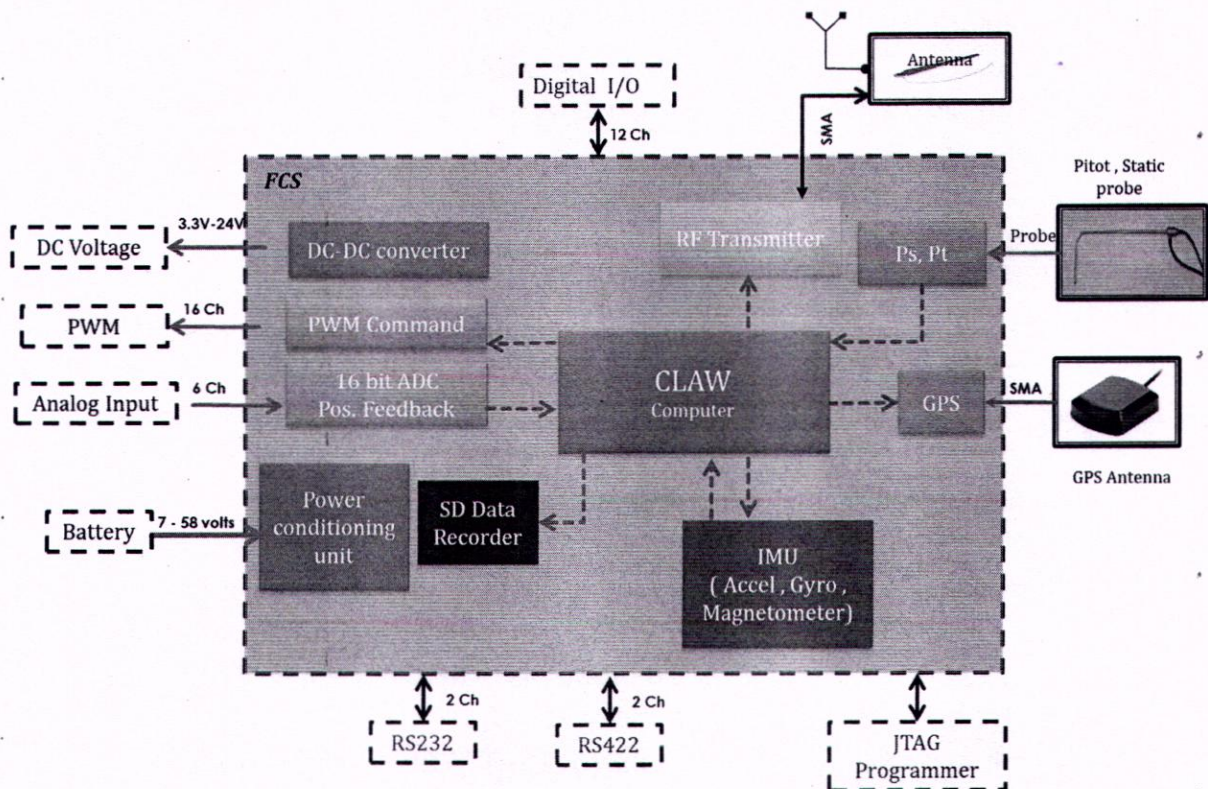 Antenna
Digital I/O
12 Ch
SMA
FCS
Pitot , Static
probe
3.3V-24V
DC Voltage
DC-DC converter
RF Transmitter
Ps, Pt
Probe
16 Ch
PWM
PWM Command
CLAW
Computer
6 Ch
Analog Input
16 bit ADC
Pos. Feedback
GPS
SMA
GPS Antenna
Power
conditioning
unit
SD Data
Recorder
7 - 58 volts
Battery
IMU
( Accel , Gyro ,
Magnetometer)
2 Ch
2 Ch
RS232
RS422
JTAG
Programmer